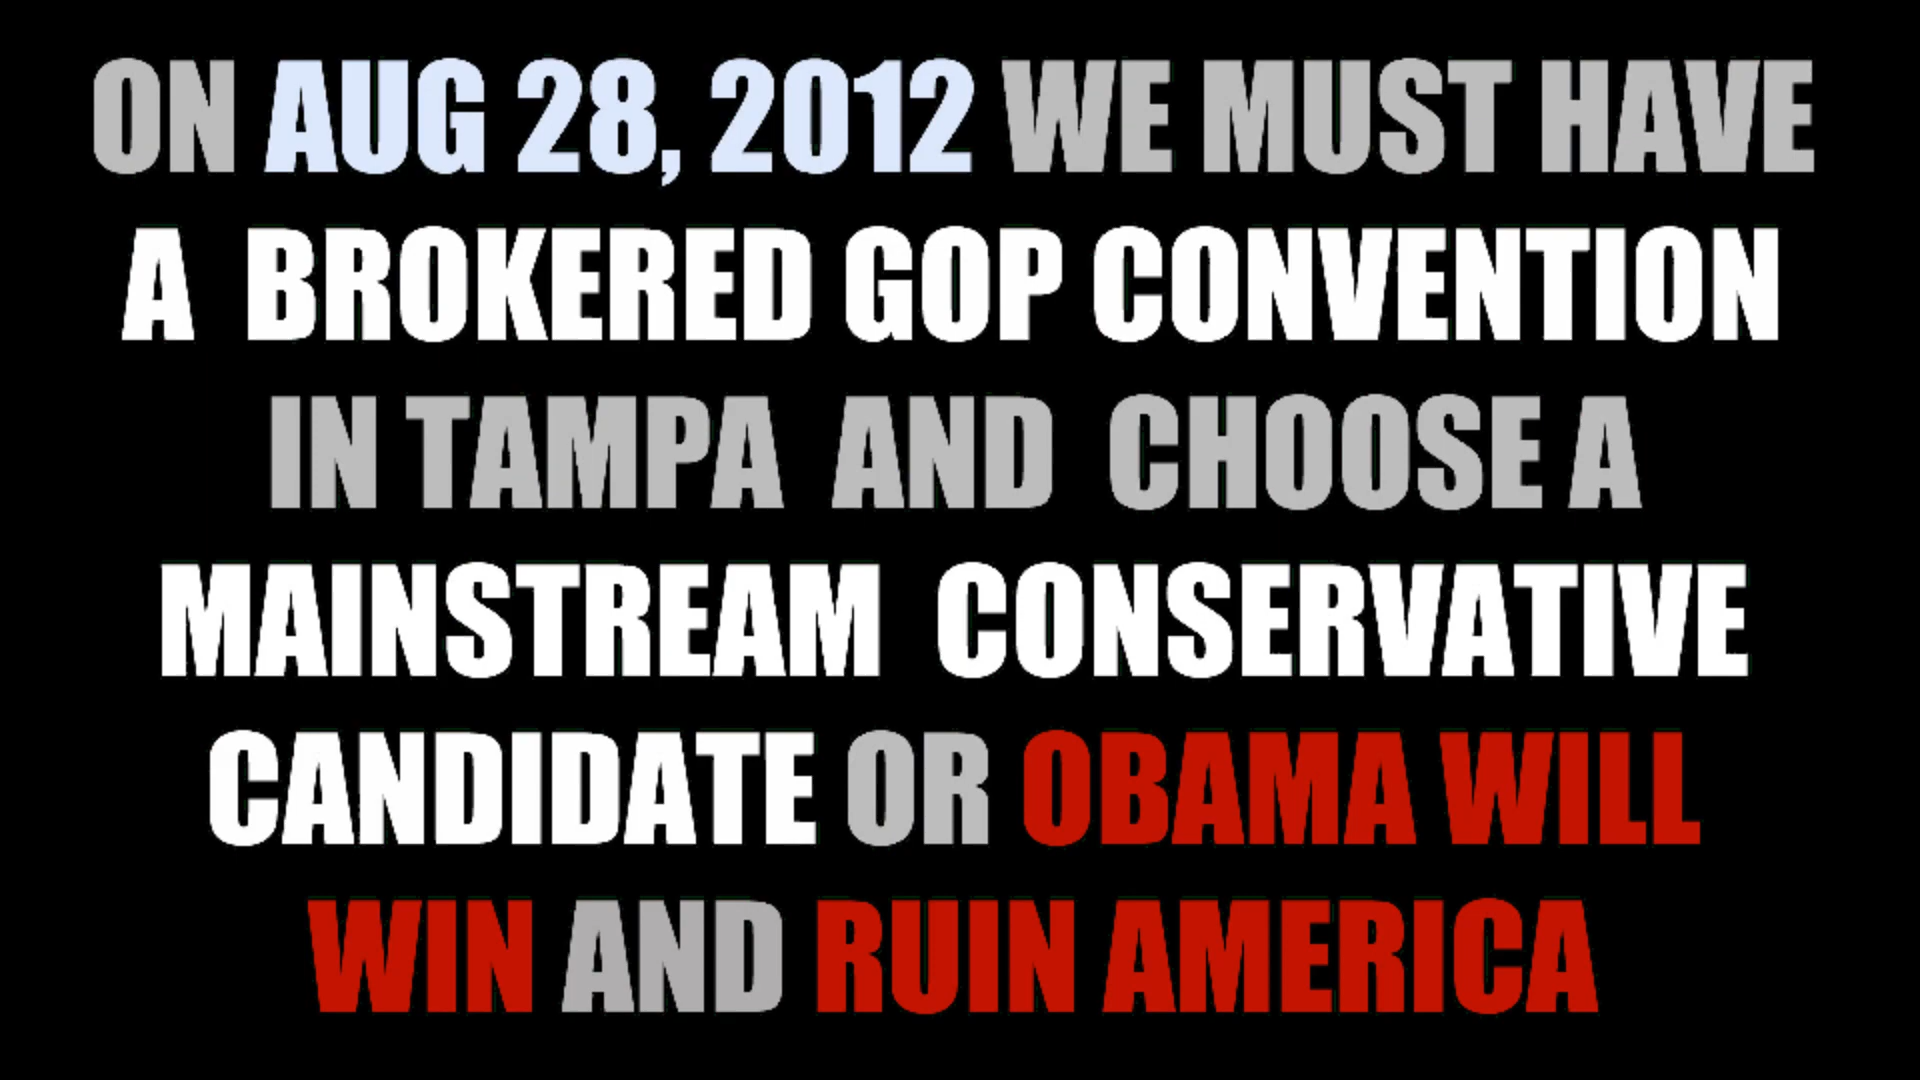 ON AUG 28, 2012 WE MUST HAVE
A BROKERED GOP CONVENTION
IN TAMPA AND CHOOSE A
MAINSTREAM CONSERVATIVE
CANDIDATE OR OBAMA WILL
WIN AND RUIN AMERICA